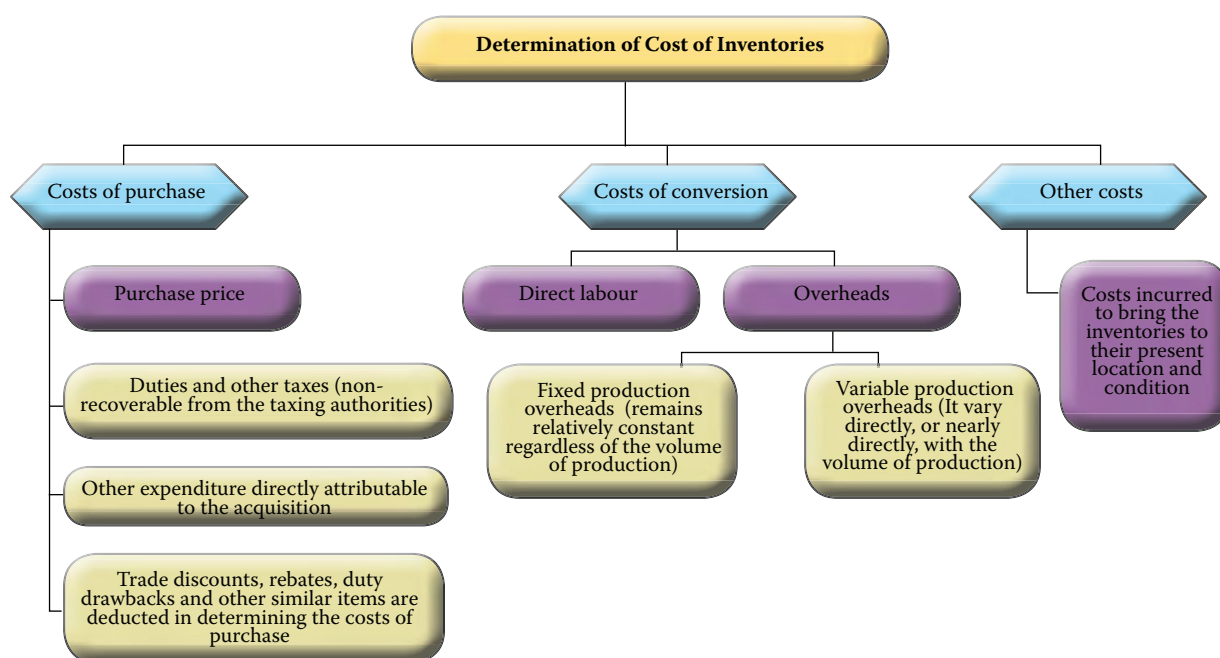 Determination of Cost of Inventories
Costs of purchase
Costs of conversion
Other costs
Purchase price
Duties and other taxes (non-
recoverable from the taxing authorities)
Other expenditure directly attributable
to the acquisition
Trade discounts, rebates, duty
drawbacks and other similar items are
deducted in determining the costs of
purchase
Direct labour
Overheads
Fixed production
overheads (remains
relatively constant
regardless of the volume
of production)
Variable production
overheads (It vary
directly, or nearly
directly, with the
volume of production)
Costs incurred
to bring the
inventories to
their present
location and
condition